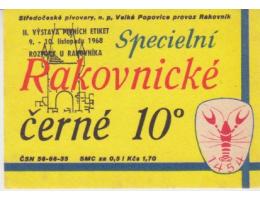 Středočeské pivovary, n. p., Velké Popovice provoz Rakovník
II. VÝSTAVA PIVNÍCH ETIKET
9. - 10. listopadu 1968
ROZTOKY U RAKOVNÍKA
Specielní
Rakovnické
černé 10°
1454
ČSN 56-66-35 SMC za 0,5 l Kčs 1,70